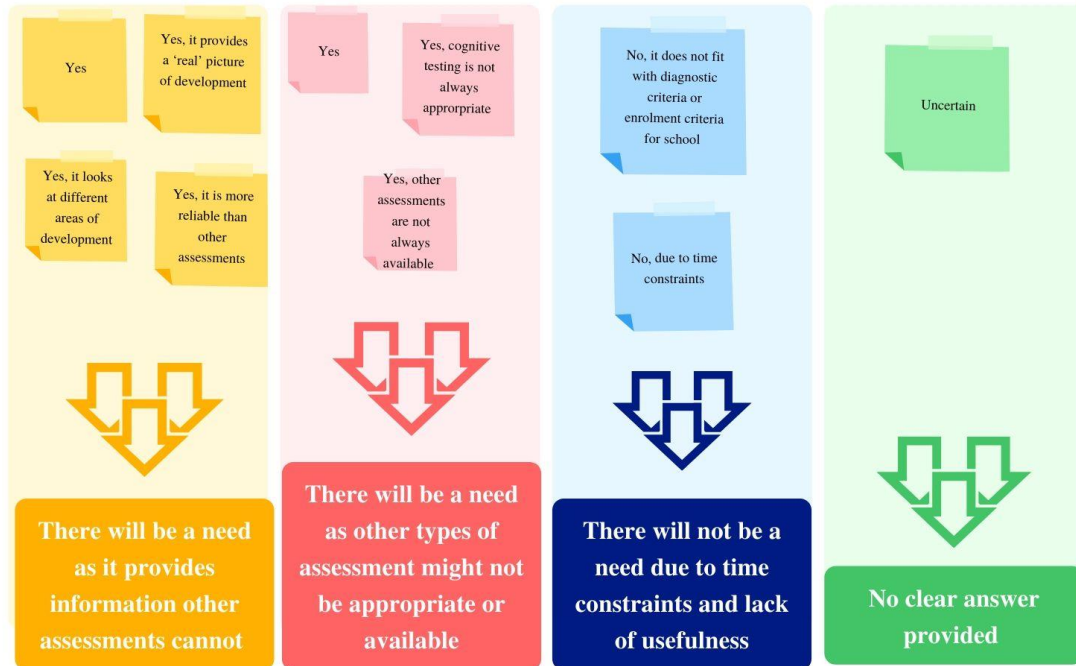 Yes
Yes, it provides
a ‘real’ picture
of development
Yes, it looks
at different
areas of
development
Yes, it is more
reliable than
other
assessments
There will be a need
as it provides
information other
assessments cannot
Yes
Yes, cognitive
testing is not
always
approrpriate
Yes, other
assessments
are not
always
available
There will be a need
as other types of
assessment might not
be appropriate or
available
No, it does not fit
with diagnostic
criteria or
enrolment criteria
for school
No, due to time
constraints
There will not be a
need due to time
constraints and lack
of usefulness
Uncertain
No clear answer
provided